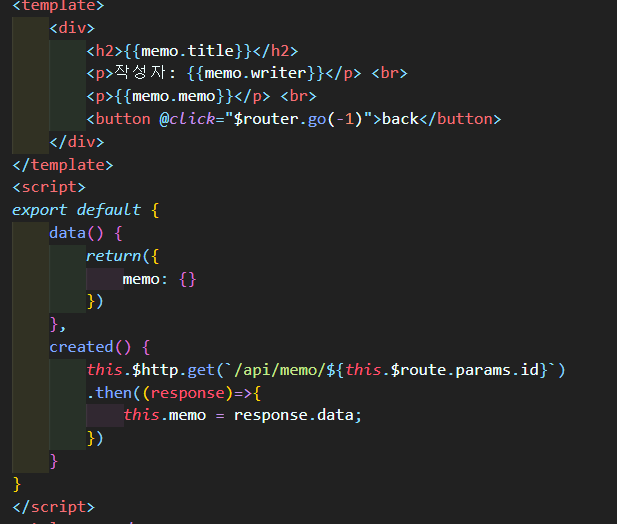 <template>
    <div>
        <h2>{{memo.title}}</h2>
        <p>작성자: {{memo.writer}}</p> <br>
        <p>{{memo.memo}}</p> <br>
        <button @click="$router.go(-1)">back</button>
    </div>
</template>
<script>
export default {
    data() {
        return({
            memo: {}
        })
    },
    created() {
        this.$http.get(`/api/memo/${this.$route.params.id}`)
        .then((response)=>{
            this.memo = response.data;
        })
    }
}
</script>